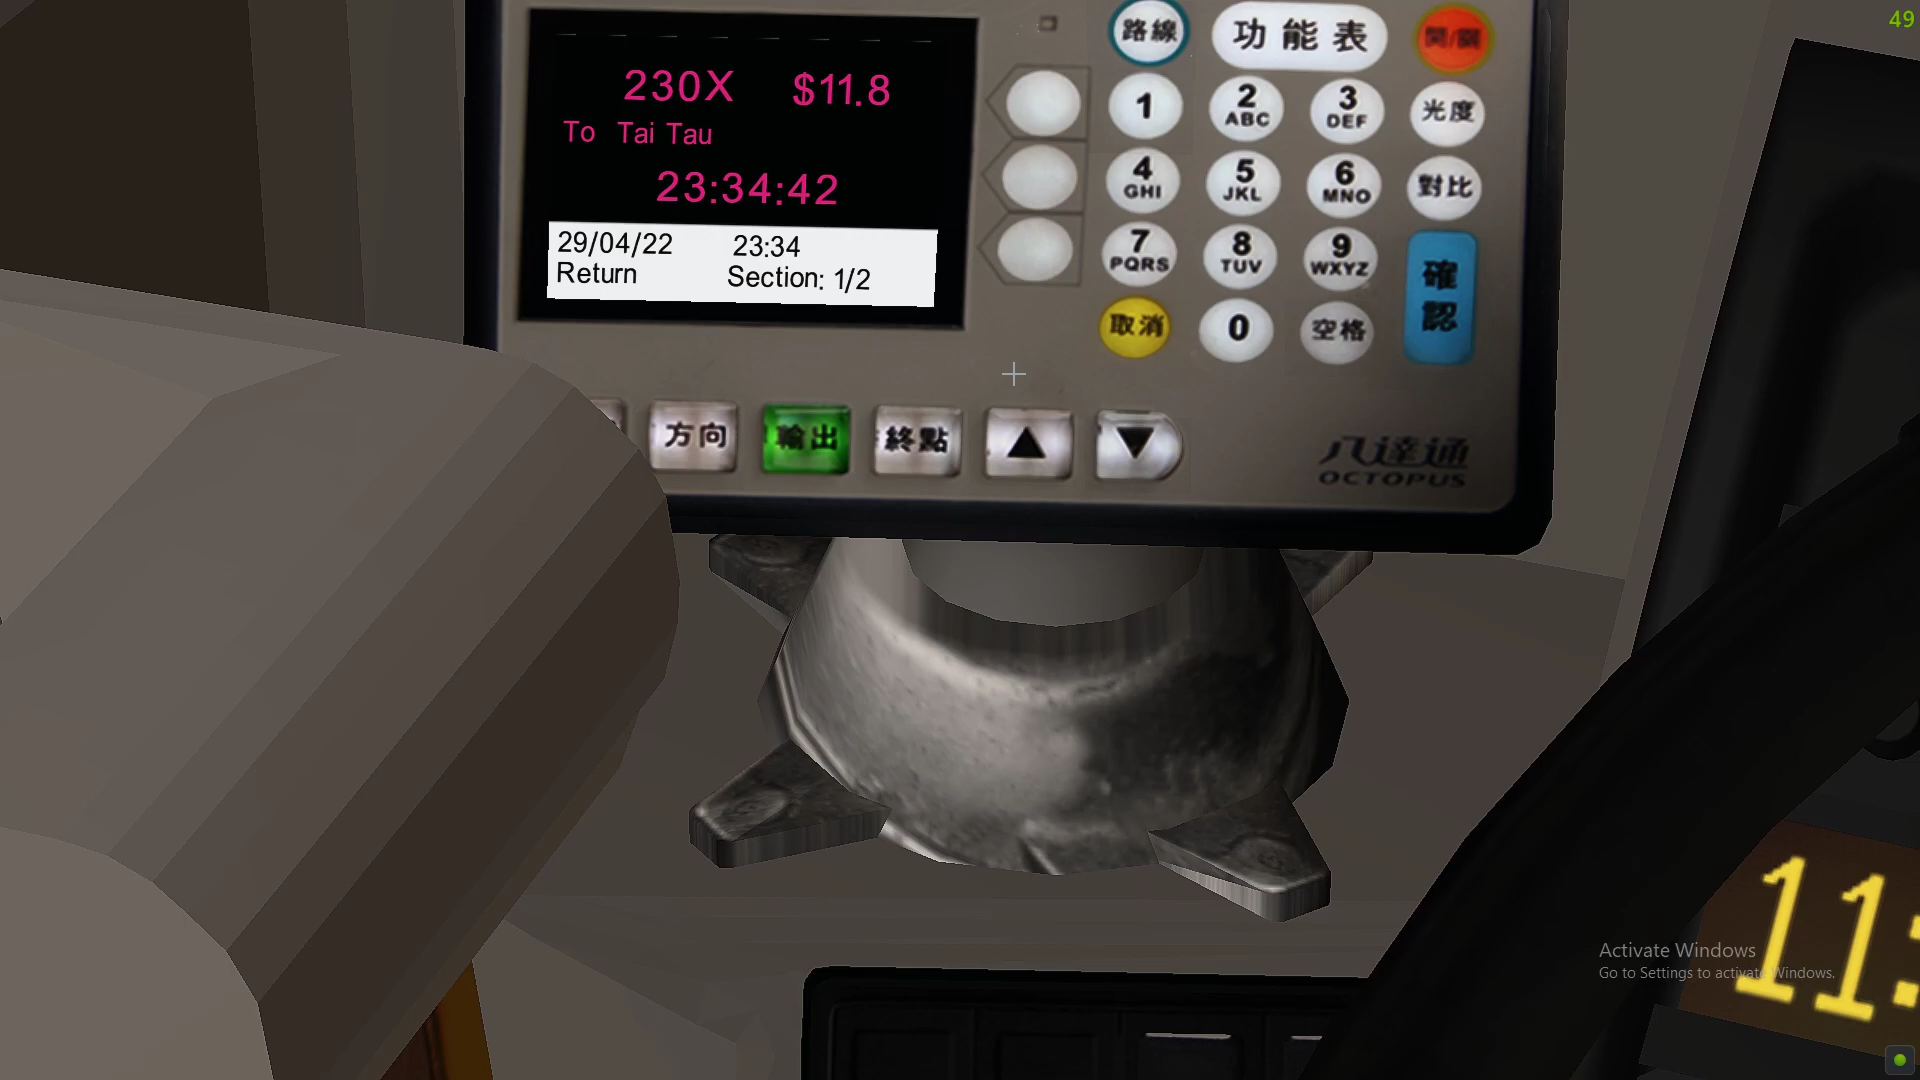 49
230X $11.8
To Tai Tau
23:34:42
29/04/22 23:34
Return Section: 1/2
路線 功能表 開/關
1 2 ABC 3 DEF 光度
4 GHI 5 JKL 6 MNO 對比
7 PQRS 8 TUV 9 WXYZ 確認
取消 0 空格
方向 輸出 終點 ▲ ▼
八達通
OCTOPUS
11:
Activate Windows
Go to Settings to activate Windows.